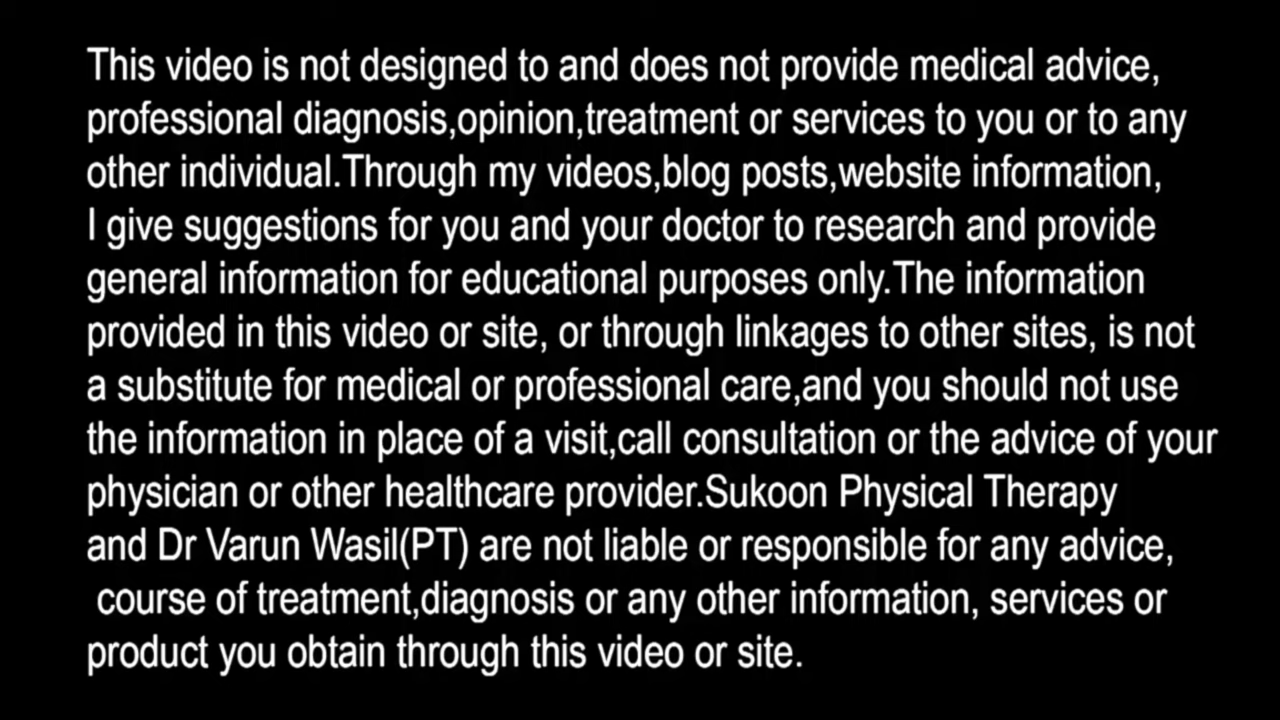 This video is not designed to and does not provide medical advice,
professional diagnosis,opinion,treatment or services to you or to any
other individual.Through my videos,blog posts,website information,
I give suggestions for you and your doctor to research and provide
general information for educational purposes only.The information
provided in this video or site, or through linkages to other sites, is not
a substitute for medical or professional care,and you should not use
the information in place of a visit,call consultation or the advice of your
physician or other healthcare provider.Sukoon Physical Therapy
and Dr Varun Wasil(PT) are not liable or responsible for any advice,
course of treatment,diagnosis or any other information, services or
product you obtain through this video or site.